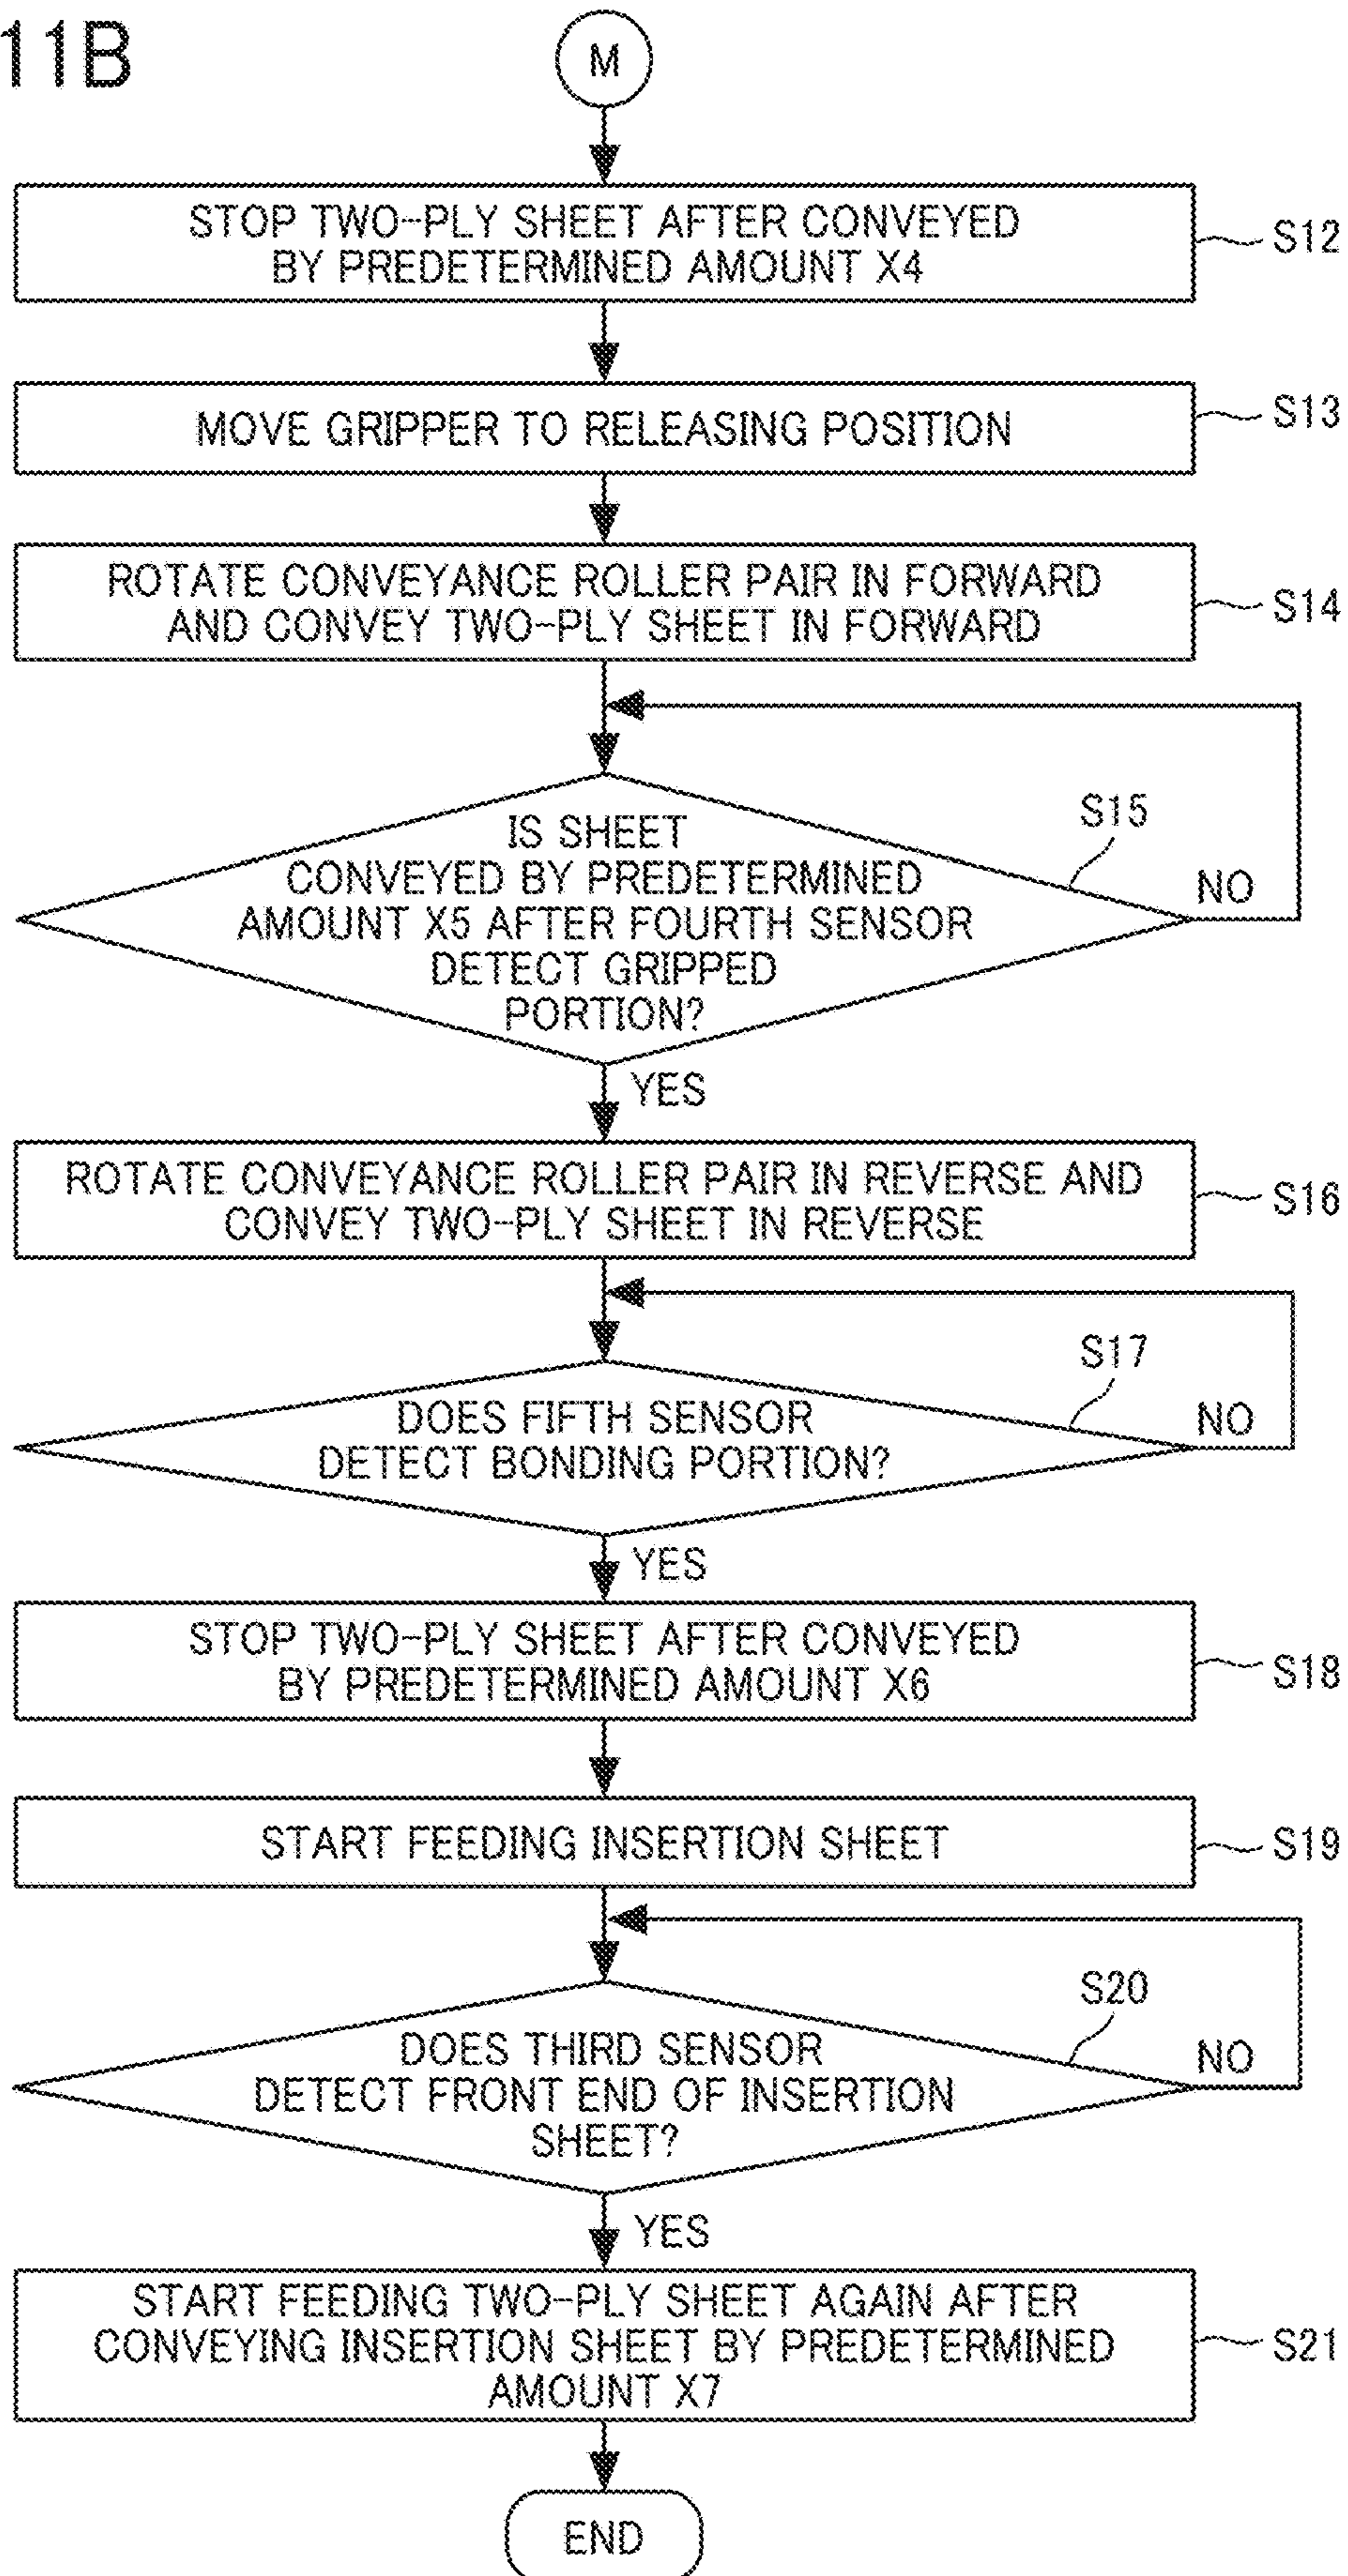 11B
M
STOP TWO-PLY SHEET AFTER CONVEYED
BY PREDETERMINED AMOUNT X4
S12
MOVE GRIPPER TO RELEASING POSITION
S13
ROTATE CONVEYANCE ROLLER PAIR IN FORWARD
AND CONVEY TWO-PLY SHEET IN FORWARD
S14
IS SHEET
CONVEYED BY PREDETERMINED
AMOUNT X5 AFTER FOURTH SENSOR
DETECT GRIPPED
PORTION?
S15
NO
YES
ROTATE CONVEYANCE ROLLER PAIR IN REVERSE AND
CONVEY TWO-PLY SHEET IN REVERSE
S16
DOES FIFTH SENSOR
DETECT BONDING PORTION?
S17
NO
YES
STOP TWO-PLY SHEET AFTER CONVEYED
BY PREDETERMINED AMOUNT X6
S18
START FEEDING INSERTION SHEET
S19
DOES THIRD SENSOR
DETECT FRONT END OF INSERTION
SHEET?
S20
NO
YES
START FEEDING TWO-PLY SHEET AGAIN AFTER
CONVEYING INSERTION SHEET BY PREDETERMINED
AMOUNT X7
S21
END